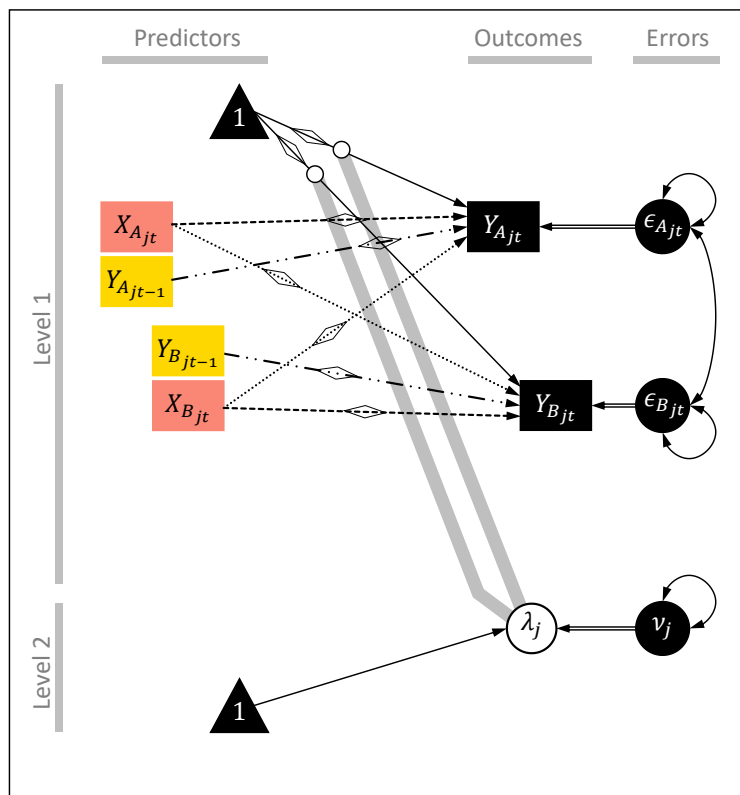 Predictors Outcomes Errors
Level 1
1
X_{A_{jt}} Y_{A_{jt}} ϵ_{A_{jt}}
Y_{A_{jt−1}}
Y_{B_{jt−1}}
X_{B_{jt}} Y_{B_{jt}} ϵ_{B_{jt}}
Level 2
λ_j ν_j
1